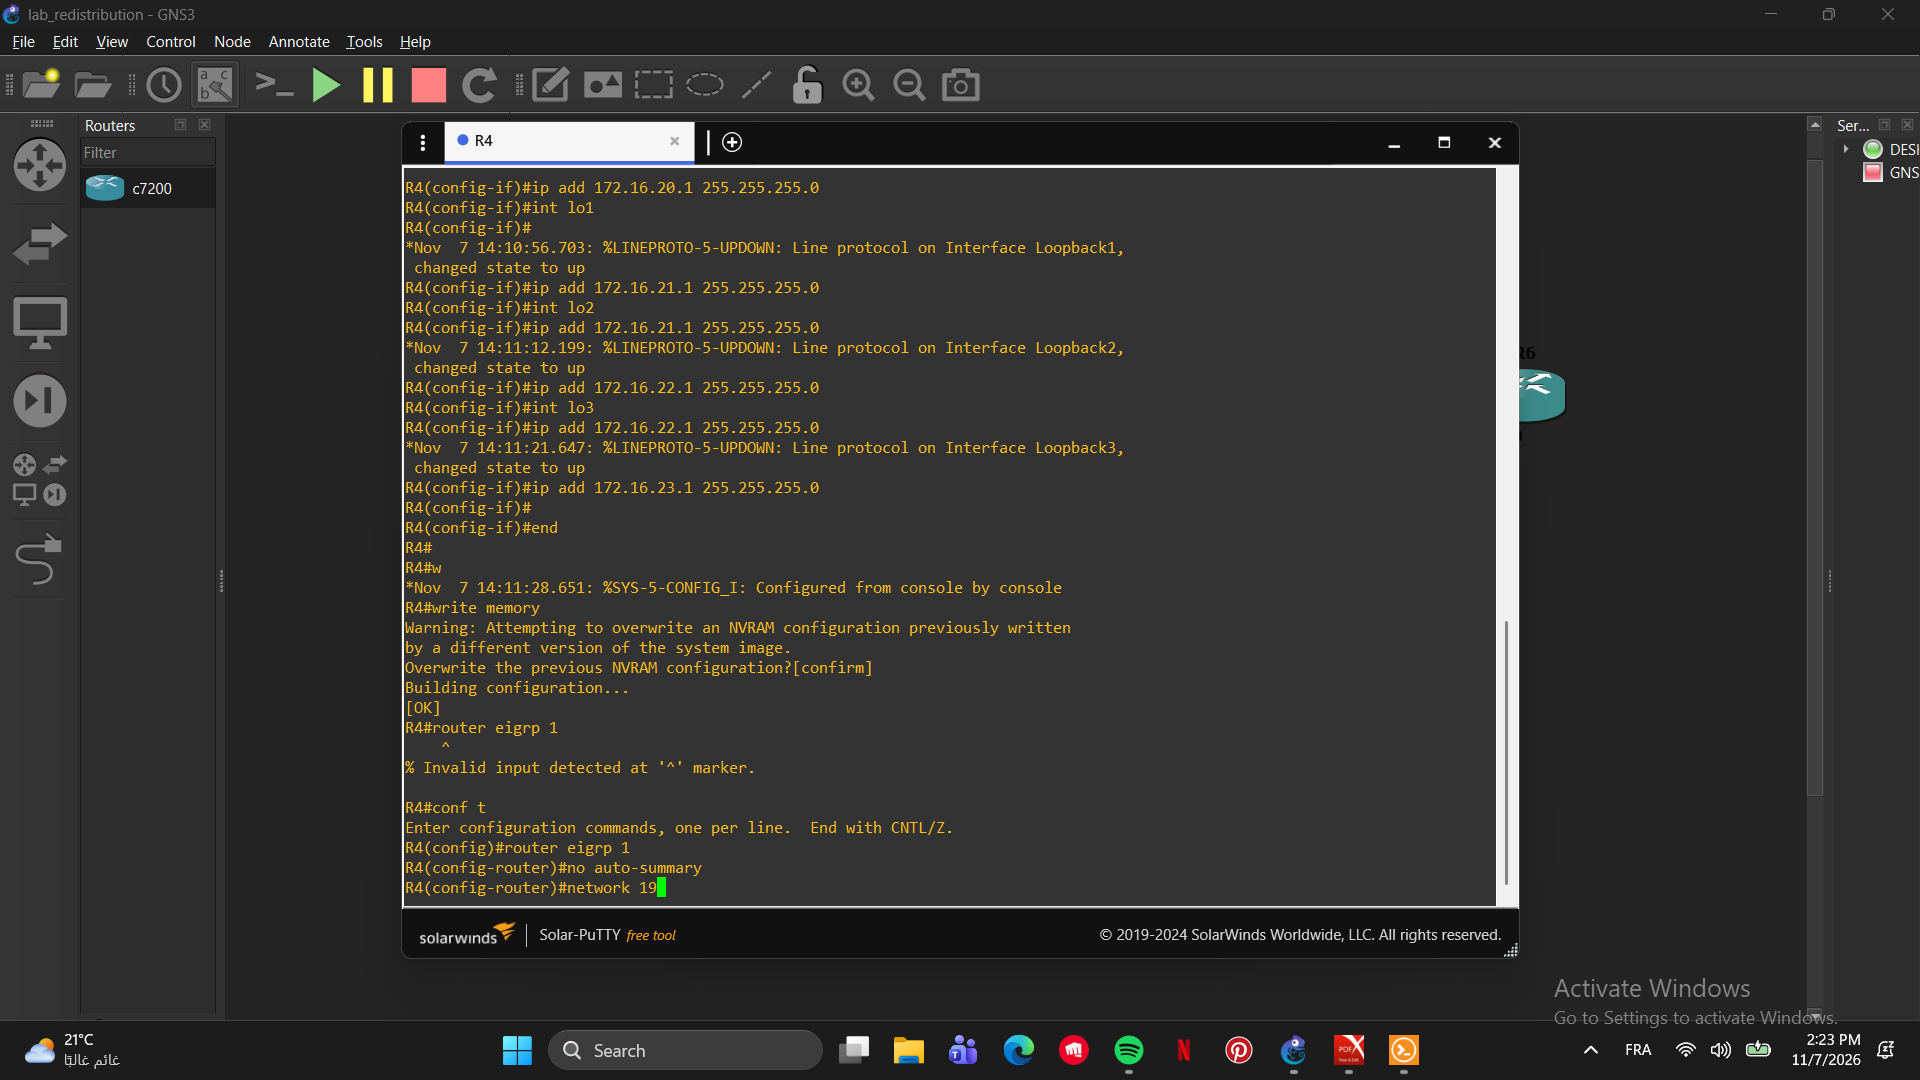 lab_redistribution - GNS3
File Edit View Control Node Annotate Tools Help
Routers
Filter
c7200
R4
R4(config-if)#ip add 172.16.20.1 255.255.255.0
R4(config-if)#int lo1
R4(config-if)#
*Nov  7 14:10:56.703: %LINEPROTO-5-UPDOWN: Line protocol on Interface Loopback1,
 changed state to up
R4(config-if)#ip add 172.16.21.1 255.255.255.0
R4(config-if)#int lo2
R4(config-if)#ip add 172.16.21.1 255.255.255.0
*Nov  7 14:11:12.199: %LINEPROTO-5-UPDOWN: Line protocol on Interface Loopback2,
 changed state to up
R4(config-if)#ip add 172.16.22.1 255.255.255.0
R4(config-if)#int lo3
R4(config-if)#ip add 172.16.22.1 255.255.255.0
*Nov  7 14:11:21.647: %LINEPROTO-5-UPDOWN: Line protocol on Interface Loopback3,
 changed state to up
R4(config-if)#ip add 172.16.23.1 255.255.255.0
R4(config-if)#
R4(config-if)#end
R4#
R4#w
*Nov  7 14:11:28.651: %SYS-5-CONFIG_I: Configured from console by console
R4#write memory
Warning: Attempting to overwrite an NVRAM configuration previously written
by a different version of the system image.
Overwrite the previous NVRAM configuration?[confirm]
Building configuration...
[OK]
R4#router eigrp 1
^
% Invalid input detected at '^' marker.
R4#conf t
Enter configuration commands, one per line.  End with CNTL/Z.
R4(config)#router eigrp 1
R4(config-router)#no auto-summary
R4(config-router)#network 19
solarwinds Solar-PuTTY free tool
© 2019-2024 SolarWinds Worldwide, LLC. All rights reserved.
R6
Ser...
DESI
GNS
Activate Windows
Go to Settings to activate Windows.
21°C
غائم غالبًا
Search
FRA
2:23 PM
11/7/2026